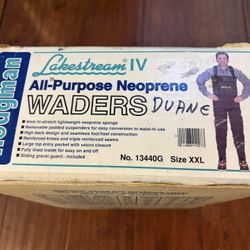 Hodgman
Lakestream IV
All-Purpose Neoprene
WADERS
DUANE
• 4mm hi-stretch lightweight neoprene sponge
• Removable padded suspenders for easy conversion to waist-hi use
• High back design and seamless foot/heel construction
• Reinforced knees and triple reinforced seams
• Large top entry pocket with velcro closure
• Fully lined inside for easy on and off
• Sliding gravel guard : included
No. 13440G Size XXL